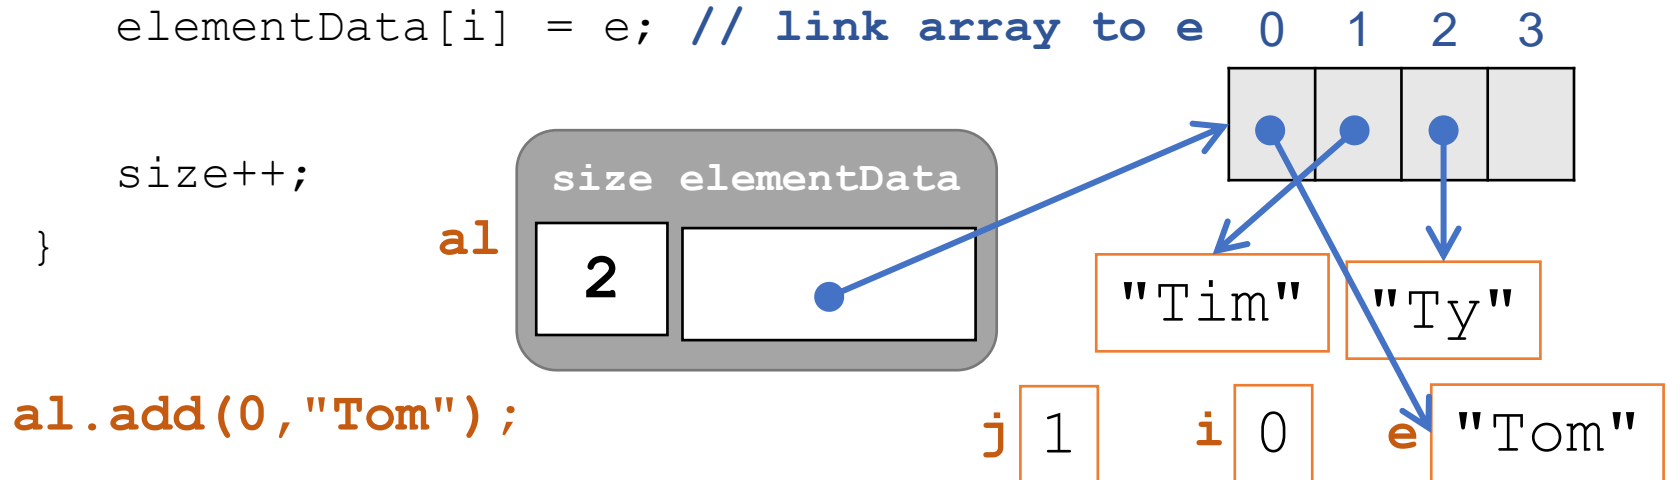 elementData[i] = e; // link array to e
0 1 2 3
size++;
size elementData
}
al
2
"Tim"
"Ty"
al.add(0,"Tom");
j 1
i 0
e "Tom"